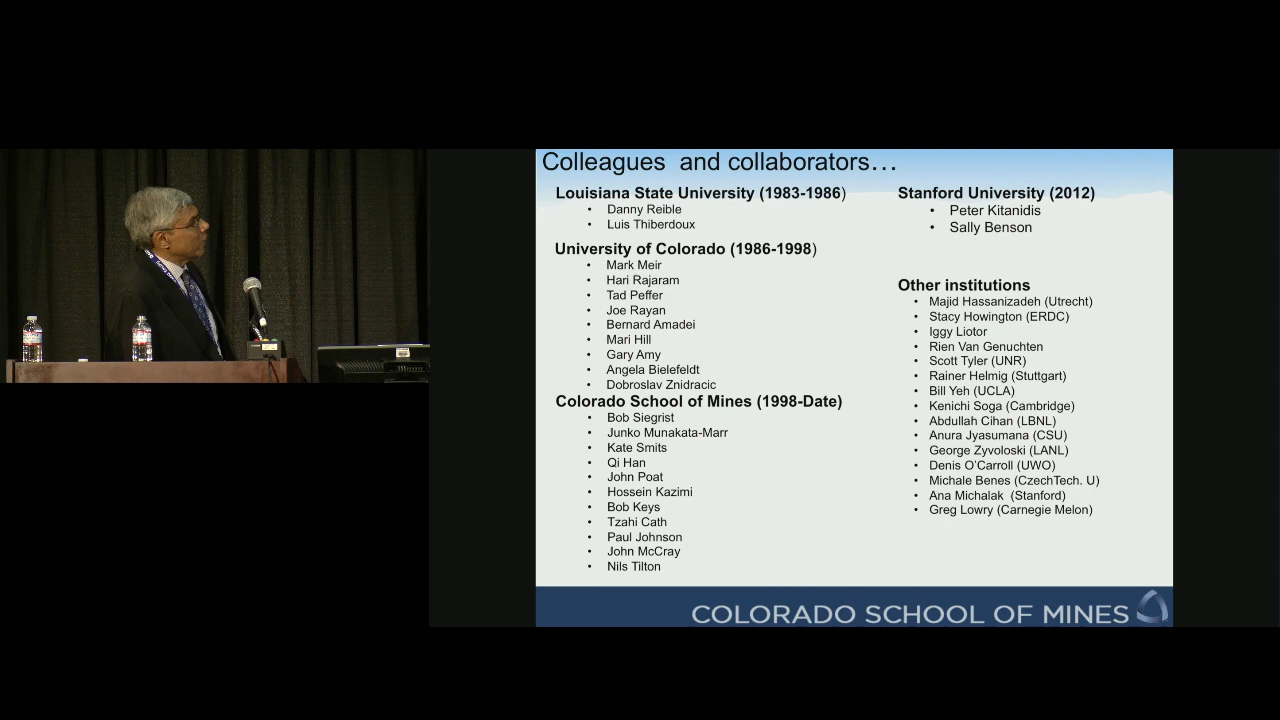 Colleagues and collaborators…
Louisiana State University (1983-1986)
• Danny Reible
• Luis Thiberdoux
University of Colorado (1986-1998)
• Mark Meir
• Hari Rajaram
• Tad Peffer
• Joe Rayan
• Bernard Amadei
• Mari Hill
• Gary Amy
• Angela Bielefeldt
• Dobroslav Znidracic
Colorado School of Mines (1998-Date)
• Bob Siegrist
• Junko Munakata-Marr
• Kate Smits
• Qi Han
• John Poat
• Hossein Kazimi
• Bob Keys
• Tzahi Cath
• Paul Johnson
• John McCray
• Nils Tilton
Stanford University (2012)
• Peter Kitanidis
• Sally Benson
Other institutions
• Majid Hassanizadeh (Utrecht)
• Stacy Howington (ERDC)
• Iggy Liotor
• Rien Van Genuchten
• Scott Tyler (UNR)
• Rainer Helmig (Stuttgart)
• Bill Yeh (UCLA)
• Kenichi Soga (Cambridge)
• Abdullah Cihan (LBNL)
• Anura Jyasumana (CSU)
• George Zyvoloski (LANL)
• Denis O'Carroll (UWO)
• Michale Benes (CzechTech. U)
• Ana Michalak (Stanford)
• Greg Lowry (Carnegie Melon)
COLORADO SCHOOL OF MINES